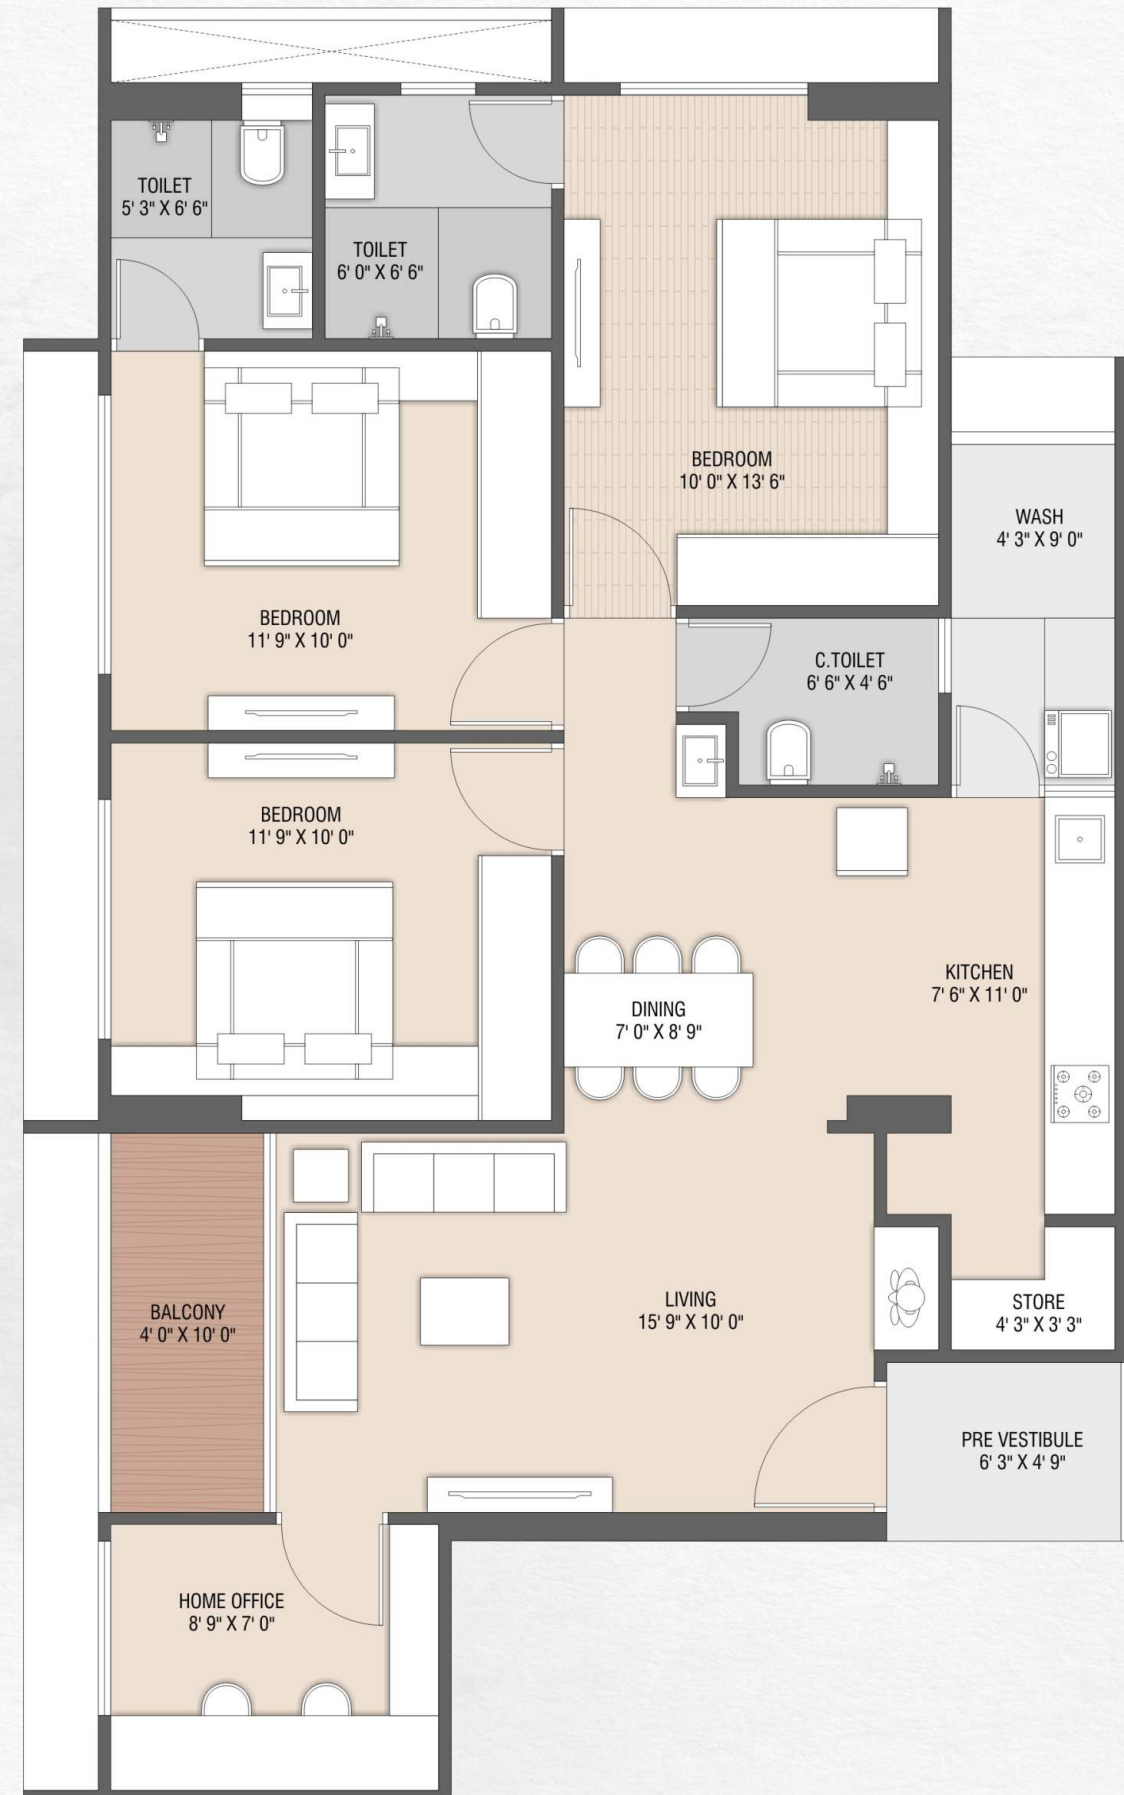 TOILET
5' 3" X 6' 6"
TOILET
6' 0" X 6' 6"
BEDROOM
10' 0" X 13' 6"
WASH
4' 3" X 9' 0"
BEDROOM
11' 9" X 10' 0"
C.TOILET
6' 6" X 4' 6"
BEDROOM
11' 9" X 10' 0"
KITCHEN
7' 6" X 11' 0"
DINING
7' 0" X 8' 9"
BALCONY
4' 0" X 10' 0"
LIVING
15' 9" X 10' 0"
STORE
4' 3" X 3' 3"
PRE VESTIBULE
6' 3" X 4' 9"
HOME OFFICE
8' 9" X 7' 0"